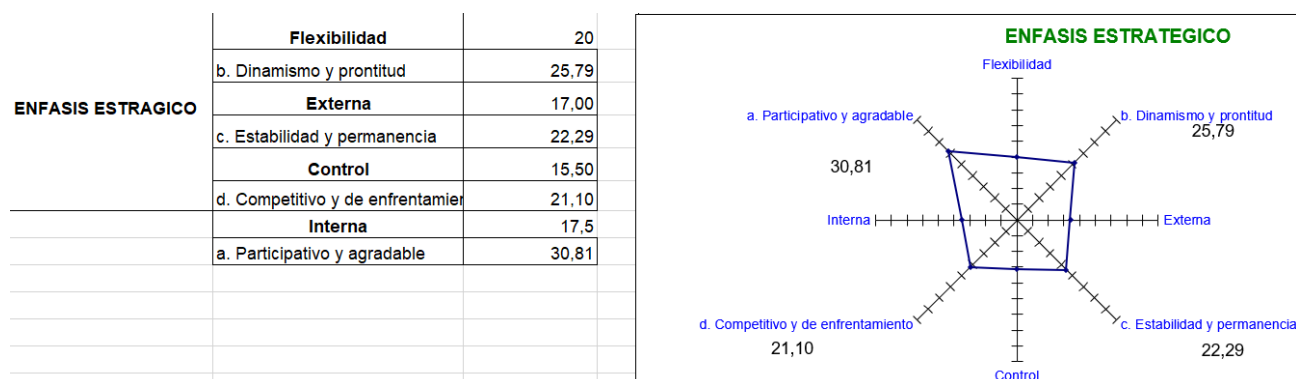 Flexibilidad 20
b. Dinamismo y prontitud 25,79
ENFASIS ESTRAGICO
Externa 17,00
c. Estabilidad y permanencia 22,29
Control 15,50
d. Competitivo y de enfrentamier 21,10
Interna 17,5
a. Participativo y agradable 30,81
ENFASIS ESTRATEGICO
Flexibilidad
a. Participativo y agradable
b. Dinamismo y prontitud
25,79
30,81
Interna
Externa
d. Competitivo y de enfrentamiento
c. Estabilidad y permanencia
21,10
22,29
Control